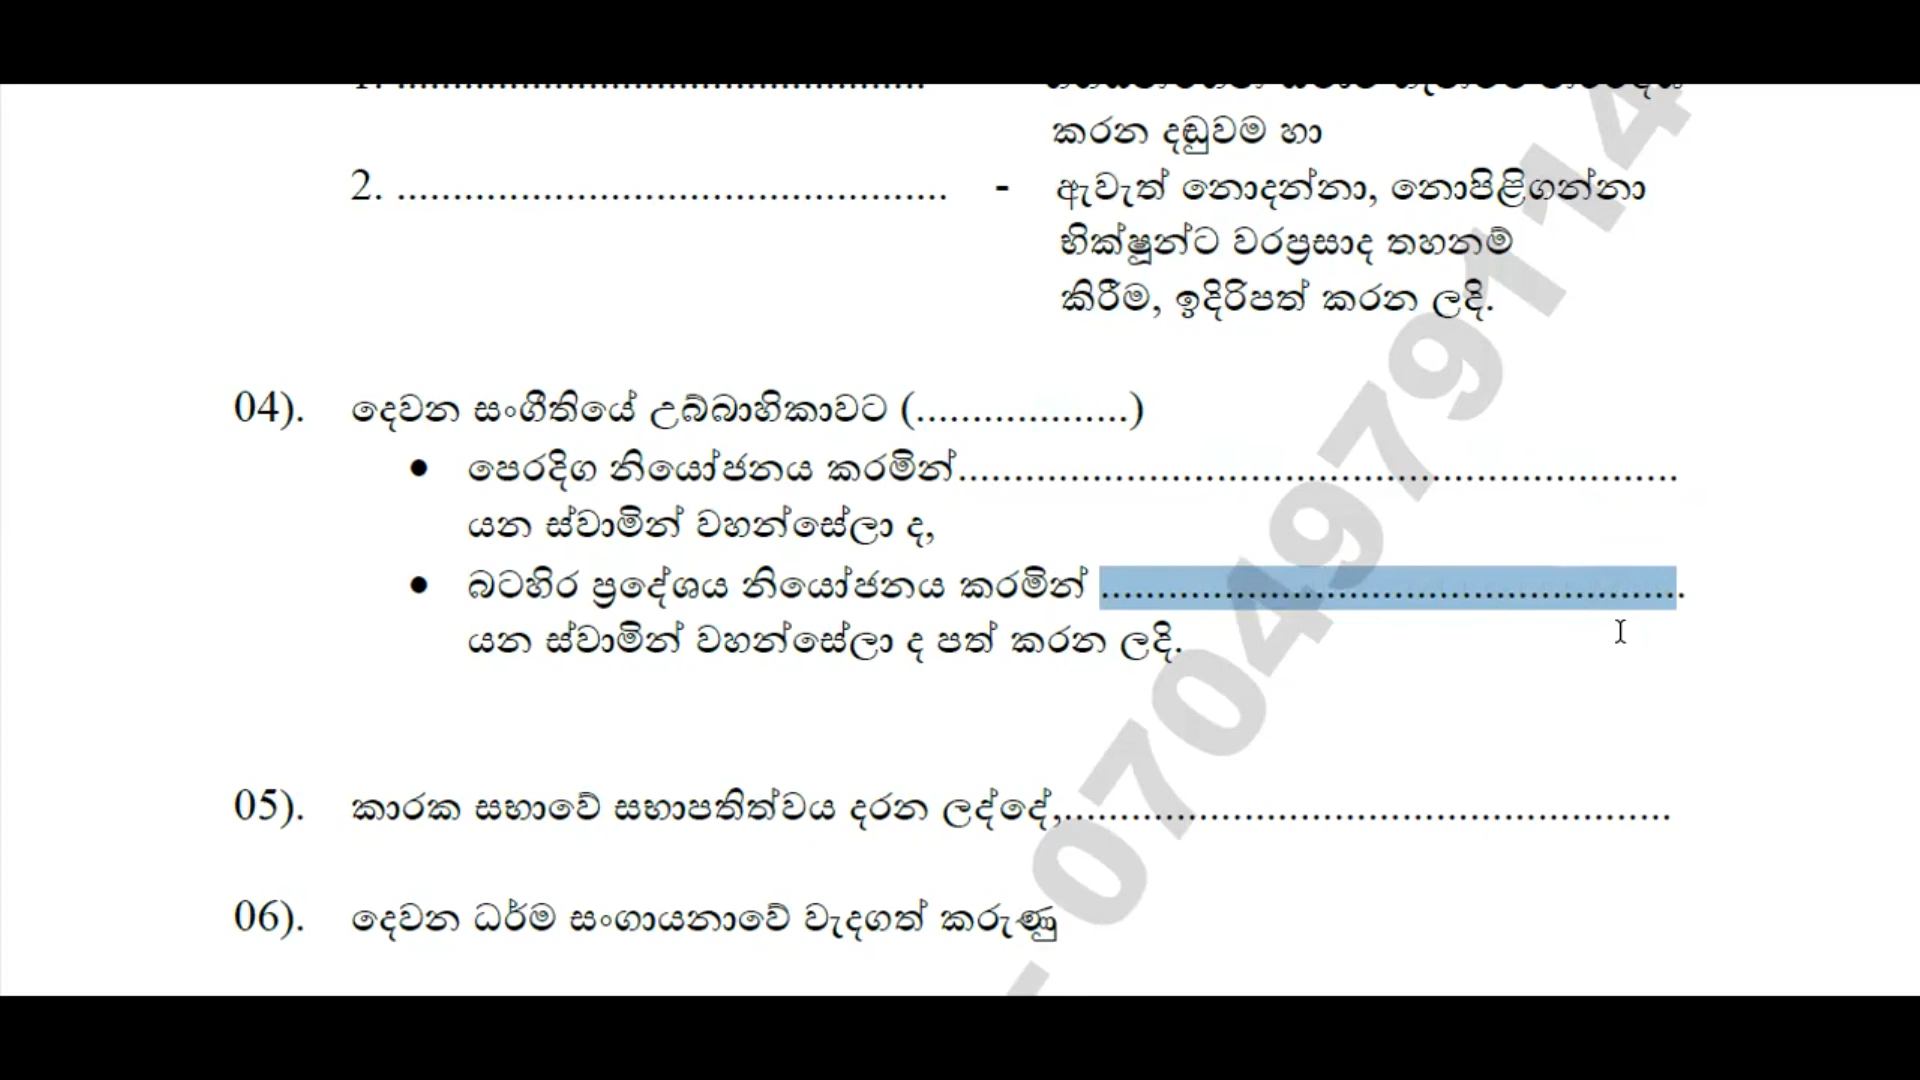 කරන දඬුවම හා
2. ................................................. - ඇවැත් නොදන්නා, නොපිළිගන්නා
භික්ෂූන්ට වරප්‍රසාද තහනම්
කිරීම, ඉදිරිපත් කරන ලදි.
04). දෙවන සංගීතියේ උබ්බාහිකාවට (...................)
● පෙරදිග නියෝජනය කරමින්................................................................
යන ස්වාමින් වහන්සේලා ද,
● බටහිර ප්‍රදේශය නියෝජනය කරමින් ....................................................
යන ස්වාමින් වහන්සේලා ද පත් කරන ලදි.
05). කාරක සභාවේ සභාපතිත්වය දරන ලද්දේ,......................................................
06). දෙවන ධර්ම සංගායනාවේ වැදගත් කරුණු
- 0704979114